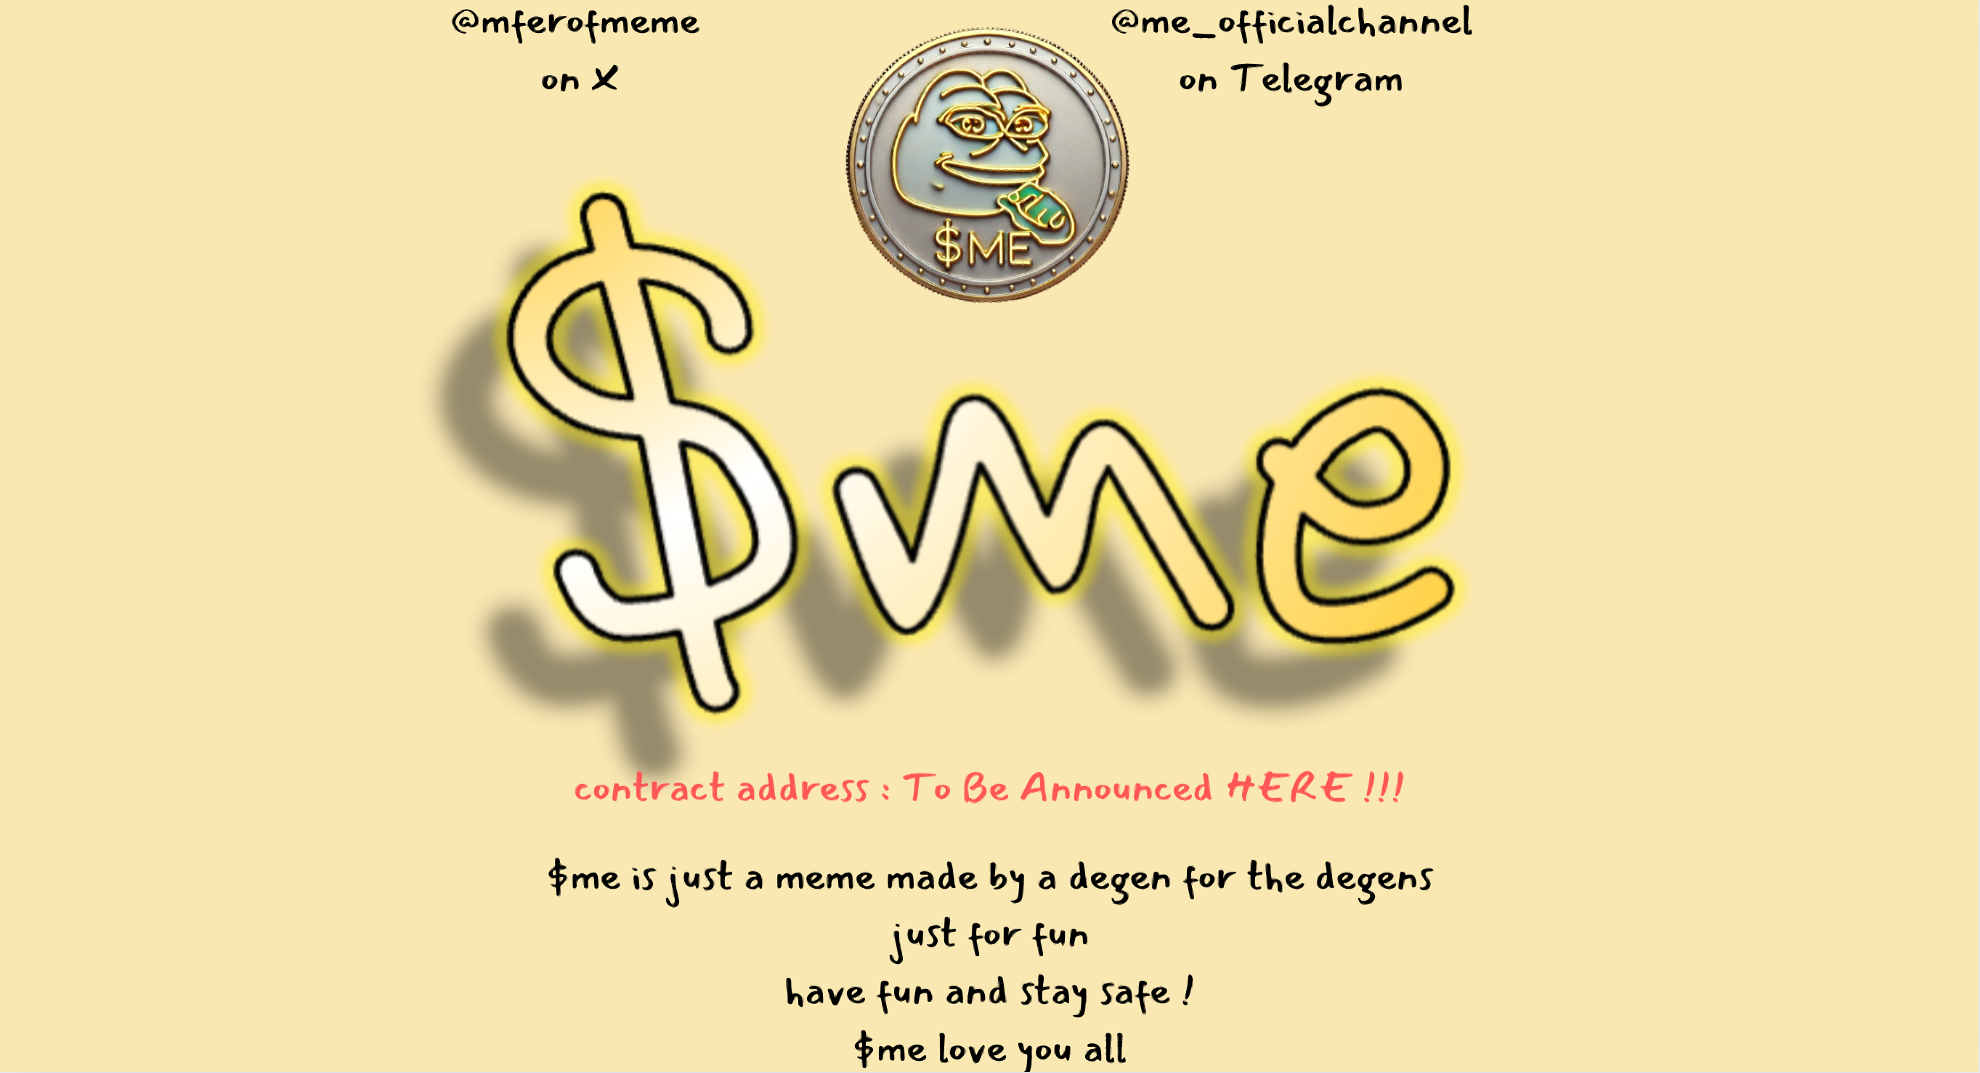 @mferofmeme
on X
@me_officialchannel
on Telegram
$ME
$me
contract address : To Be Announced HERE !!!
$me is just a meme made by a degen for the degens
just for fun
have fun and stay safe !
$me love you all